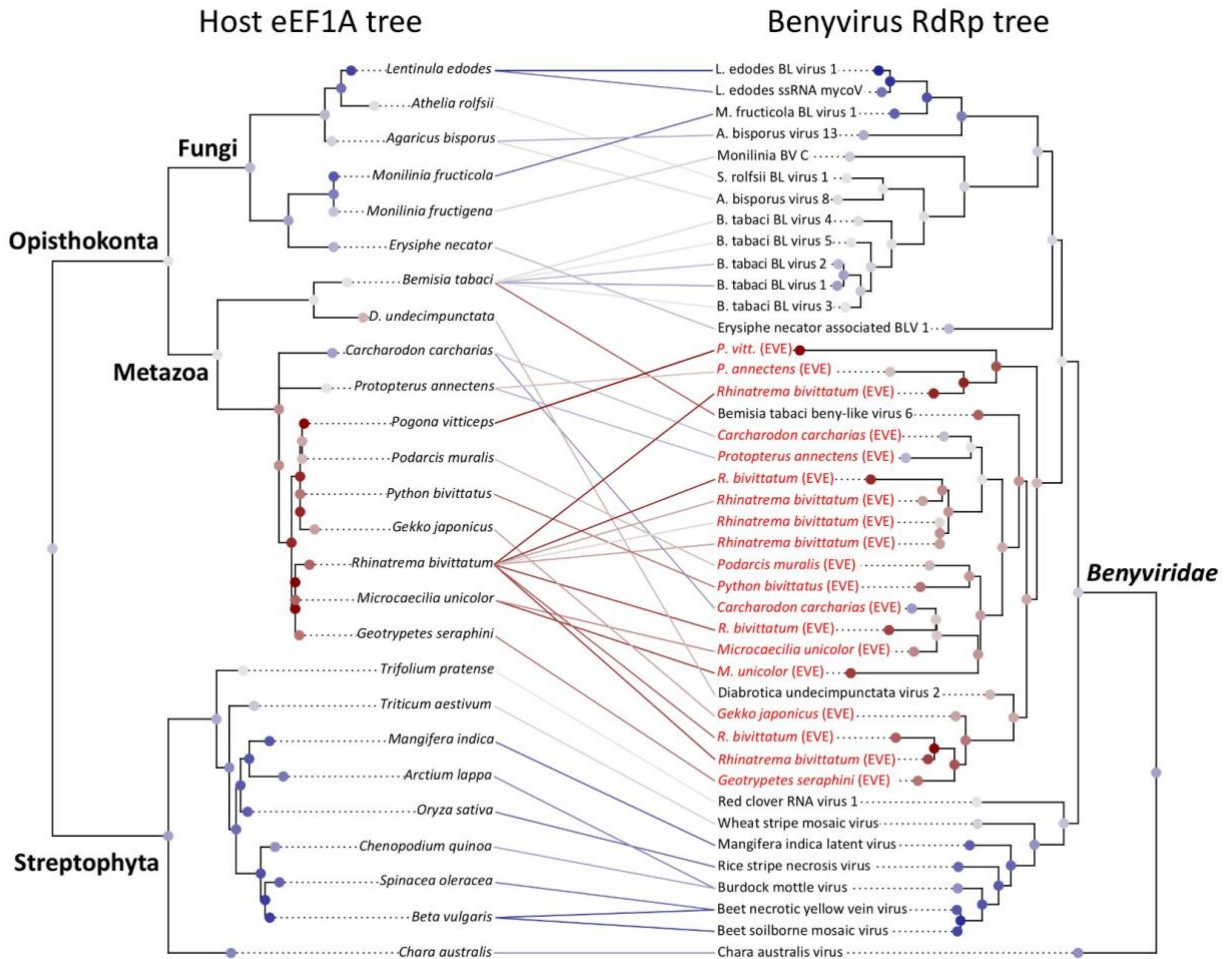 Host eEF1A tree
Benyvirus RdRp tree
Fungi
Opisthokonta
Metazoa
Streptophyta
Lentinula edodes
Athelia rolfsii
Agaricus bisporus
Monilinia fructicola
Monilinia fructigena
Erysiphe necator
Bemisia tabaci
D. undecimpunctata
Carcharodon carcharias
Protopterus annectens
Pogona vitticeps
Podarcis muralis
Python bivittatus
Gekko japonicus
Rhinatrema bivittatum
Microcaecilia unicolor
Geotrypetes seraphini
Trifolium pratense
Triticum aestivum
Mangifera indica
Arctium lappa
Oryza sativa
Chenopodium quinoa
Spinacea oleracea
Beta vulgaris
Chara australis
L. edodes BL virus 1
L. edodes ssRNA mycoV
M. fructicola BL virus 1
A. bisporus virus 13
Monilinia BV C
S. rolfsii BL virus 1
A. bisporus virus 8
B. tabaci BL virus 4
B. tabaci BL virus 5
B. tabaci BL virus 2
B. tabaci BL virus 1
B. tabaci BL virus 3
Erysiphe necator associated BLV 1
P. vitt. (EVE)
P. annectens (EVE)
Rhinatrema bivittatum (EVE)
Bemisia tabaci beny-like virus 6
Carcharodon carcharias (EVE)
Protopterus annectens (EVE)
R. bivittatum (EVE)
Rhinatrema bivittatum (EVE)
Rhinatrema bivittatum (EVE)
Rhinatrema bivittatum (EVE)
Podarcis muralis (EVE)
Python bivittatus (EVE)
Carcharodon carcharias (EVE)
R. bivittatum (EVE)
Microcaecilia unicolor (EVE)
M. unicolor (EVE)
Diabrotica undecimpunctata virus 2
Gekko japonicus (EVE)
R. bivittatum (EVE)
Rhinatrema bivittatum (EVE)
Geotrypetes seraphini (EVE)
Red clover RNA virus 1
Wheat stripe mosaic virus
Mangifera indica latent virus
Rice stripe necrosis virus
Burdock mottle virus
Beet necrotic yellow vein virus
Beet soilborne mosaic virus
Chara australis virus
Benyviridae